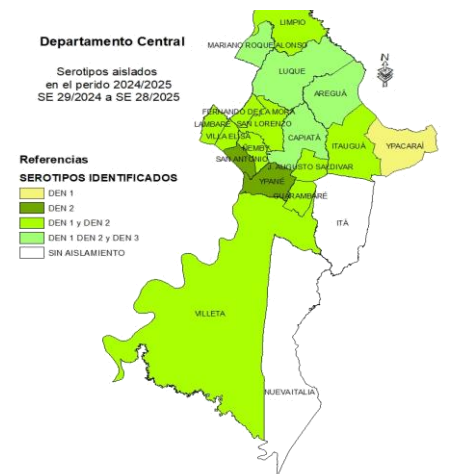 Departamento Central
Serotipos aislados
en el perido 2024/2025
SE 29/2024 a SE 28/2025
Referencias
SEROTIPOS IDENTIFICADOS
DEN 1
DEN 2
DEN 1 y DEN 2
DEN 1 DEN 2 y DEN 3
SIN AISLAMIENTO
LIMPIO
MARIANO ROQUE ALONSO
N
LUQUE
AREGUÁ
FERNANDO DE LA MORA
LAMBARÉ SAN LORENZO
VILLA ELISA
CAPIATÁ
ITAUGUÁ
YPACARAÍ
ÑEMBY
SAN ANTONIO
J. AUGUSTO SALDIVAR
YPANÉ
GUARAMBARÉ
ITÁ
VILLETA
NUEVA ITALIA